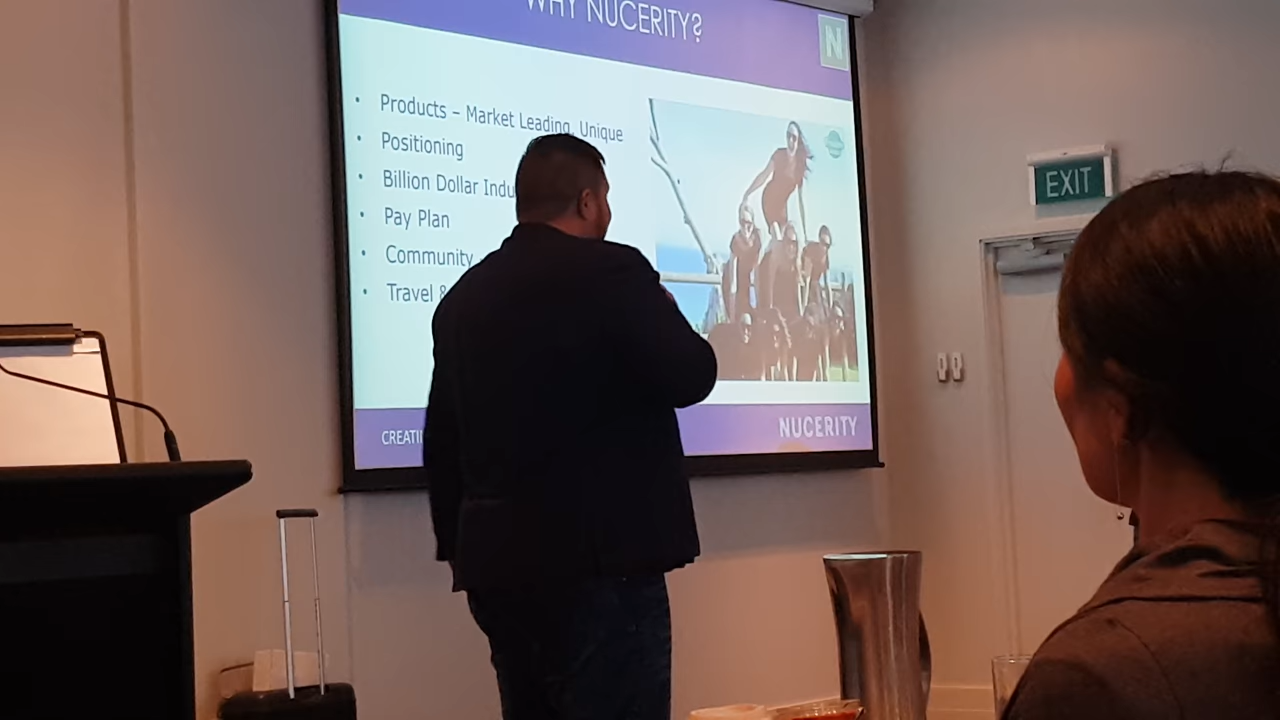 WHY NUCERITY?
N
• Products – Market Leading, Unique
• Positioning
• Billion Dollar Indu
• Pay Plan
• Community
• Travel &
EXIT
CREATI
NUCERITY